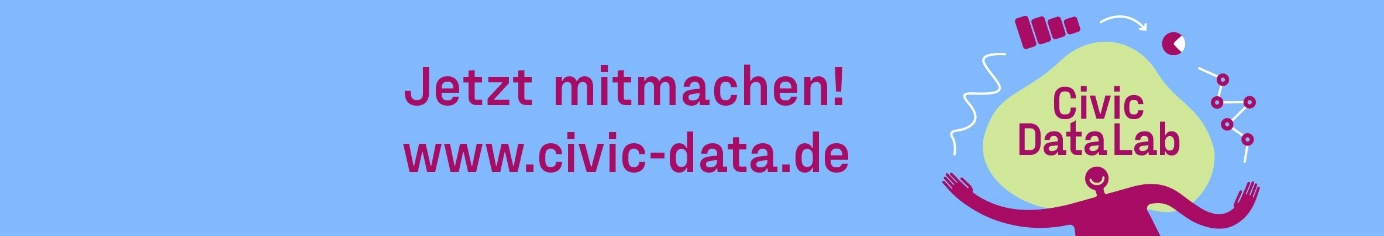 Jetzt mitmachen!
www.civic-data.de
Civic
Data Lab